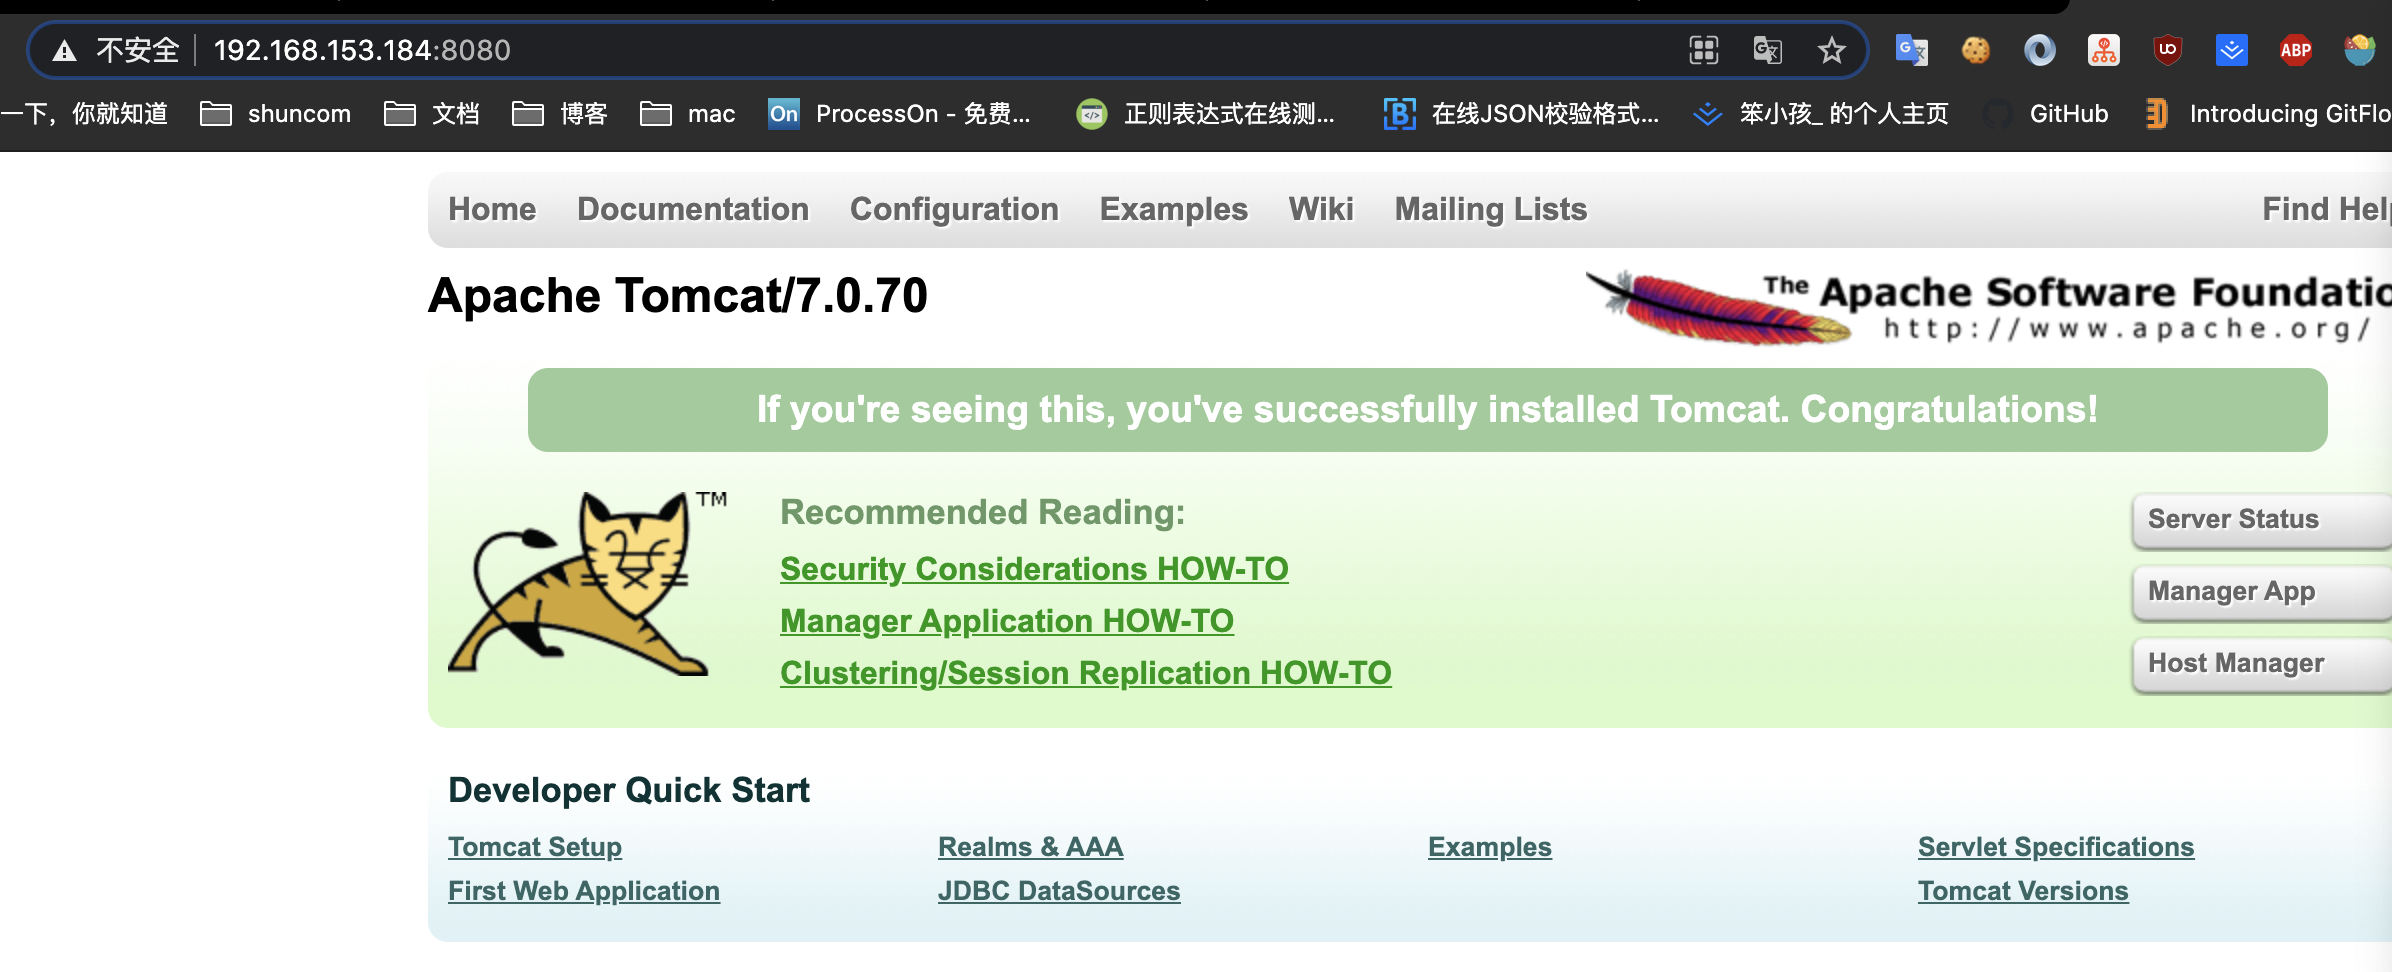 不安全 192.168.153.184:8080
一下，你就知道 shuncom 文档 博客 mac On ProcessOn - 免费... 正则表达式在线测... 在线JSON校验格式... 笨小孩_ 的个人主页 GitHub Introducing GitFlo
ABP
Home Documentation Configuration Examples Wiki Mailing Lists Find Help
Apache Tomcat/7.0.70
The Apache Software Foundatio
http://www.apache.org/
If you're seeing this, you've successfully installed Tomcat. Congratulations!
TM
Recommended Reading:
Security Considerations HOW-TO
Manager Application HOW-TO
Clustering/Session Replication HOW-TO
Server Status
Manager App
Host Manager
Developer Quick Start
Tomcat Setup Realms & AAA Examples Servlet Specifications
First Web Application JDBC DataSources Tomcat Versions